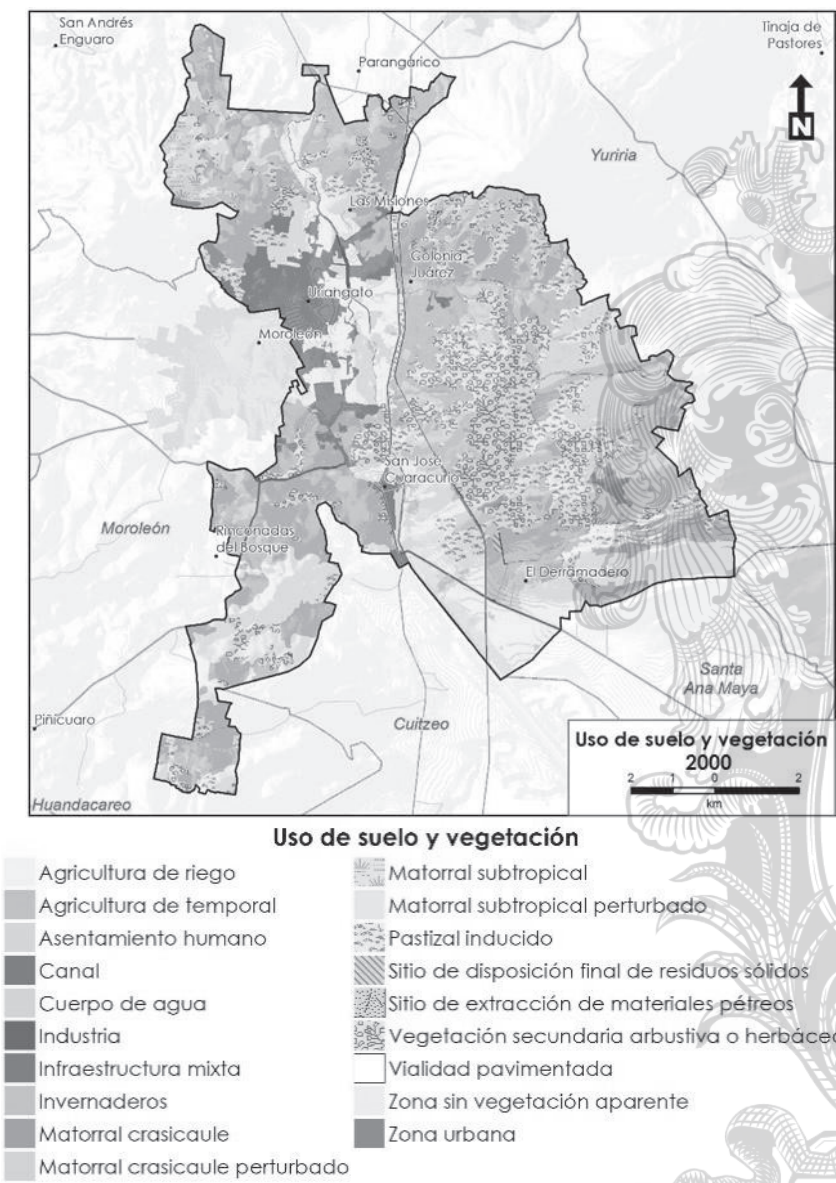 San Andrés
Enguaro
Tinaja de
Pastores
Parangarico
N
Yuriria
Las Misiones
Colonia
Juárez
Uriangato
Moroleón
San José
Cuaracurio
Moroleón
Rinconadas
del Bosque
El Derramadero
Santa
Ana Maya
Piñicuaro
Cuitzeo
Huandacareo
Uso de suelo y vegetación
2000
2 1 0 2
km
Uso de suelo y vegetación
Agricultura de riego
Agricultura de temporal
Asentamiento humano
Canal
Cuerpo de agua
Industria
Infraestructura mixta
Invernaderos
Matorral crasicaule
Matorral crasicaule perturbado
Matorral subtropical
Matorral subtropical perturbado
Pastizal inducido
Sitio de disposición final de residuos sólidos
Sitio de extracción de materiales pétreos
Vegetación secundaria arbustiva o herbácea
Vialidad pavimentada
Zona sin vegetación aparente
Zona urbana